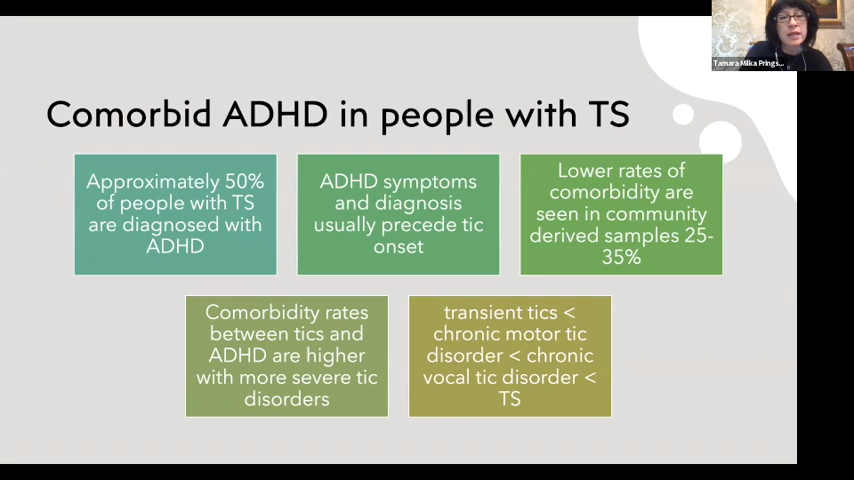 Tamara Milka Prings...
Comorbid ADHD in people with TS
Approximately 50%
of people with TS
are diagnosed with
ADHD
ADHD symptoms
and diagnosis
usually precede tic
onset
Lower rates of
comorbidity are
seen in community
derived samples 25-
35%
Comorbidity rates
between tics and
ADHD are higher
with more severe tic
disorders
transient tics <
chronic motor tic
disorder < chronic
vocal tic disorder <
TS